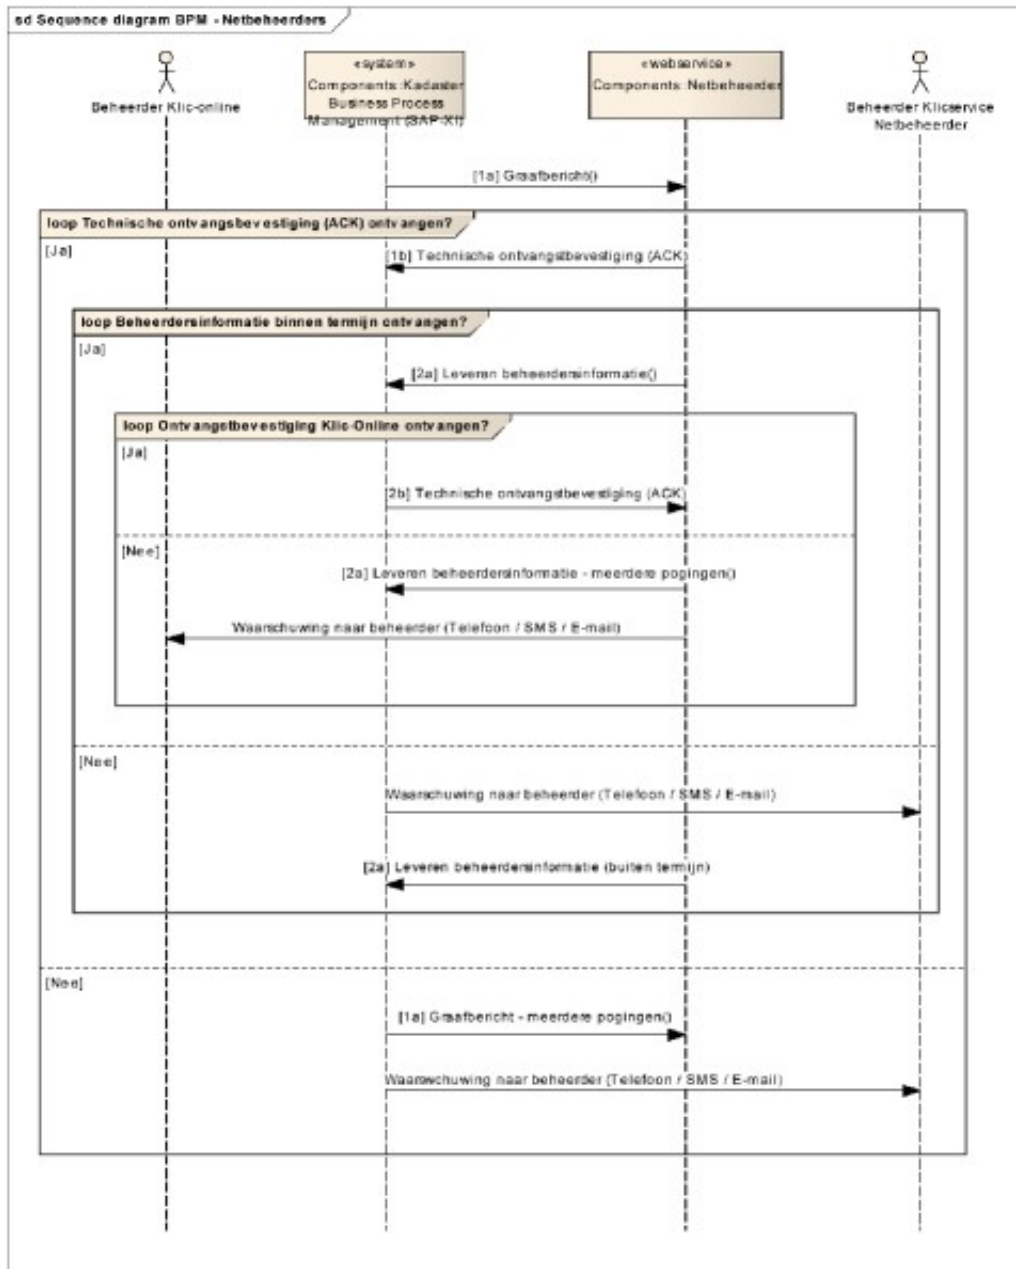 sd Sequence diagram BPM - Netbeheerders
Beheerder Klic-online
«system»
Components::Kadaster
Business Process
Management (SAP-XI)
«webservice»
Components::Netbeheerder
Beheerder Klicservice
Netbeheerder
[1a] Graafbericht()
loop Technische ontvangsbevestiging (ACK) ontvangen?
[Ja]
[1b] Technische ontvangstbevestiging (ACK)
loop Beheerdersinformatie binnen termijn ontvangen?
[Ja]
[2a] Leveren beheerdersinformatie()
loop Ontvangstbevestiging Klic-Online ontvangen?
[Ja]
[2b] Technische ontvangstbevestiging (ACK)
[Nee]
[2a] Leveren beheerdersinformatie - meerdere pogingen()
Waarschuwing naar beheerder (Telefoon / SMS / E-mail)
[Nee]
Waarschuwing naar beheerder (Telefoon / SMS / E-mail)
[2a] Leveren beheerdersinformatie (buiten termijn)
[Nee]
[1a] Graafbericht - meerdere pogingen()
Waarswchuwing naar beheerder (Telefoon / SMS / E-mail)